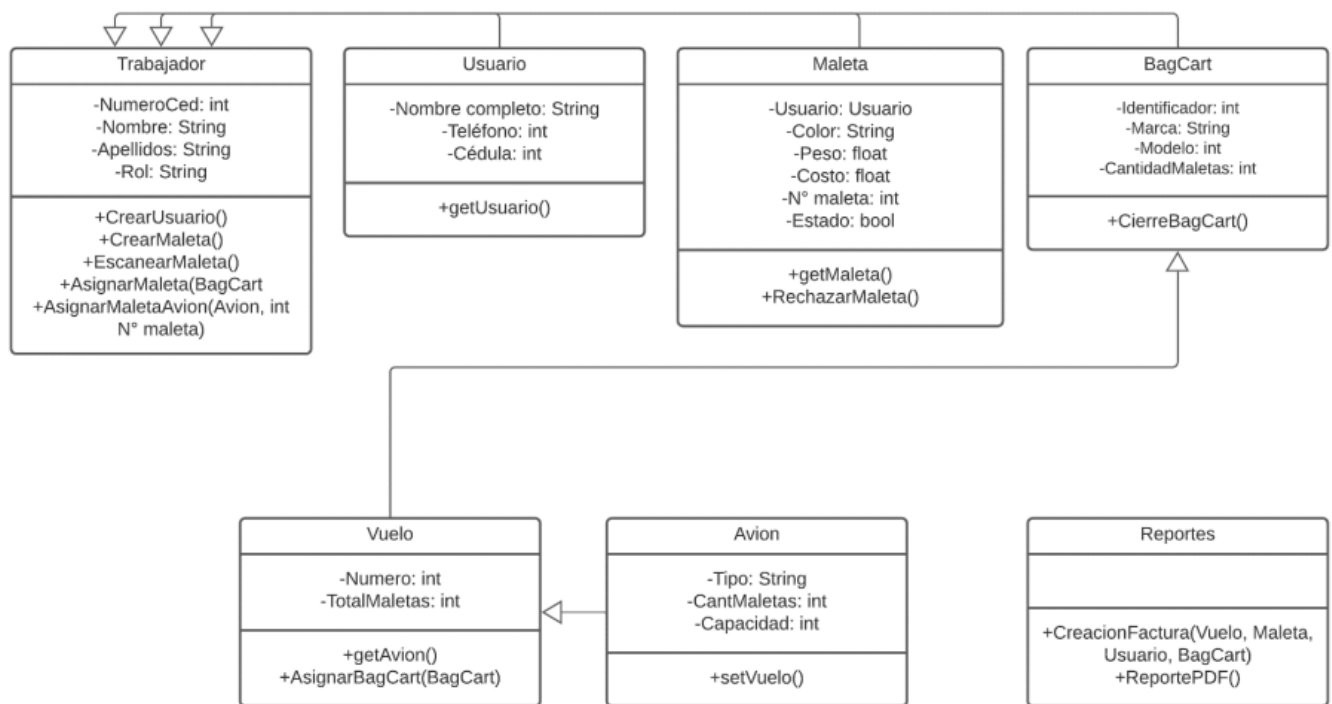 Trabajador
-NumeroCed: int
-Nombre: String
-Apellidos: String
-Rol: String
+CrearUsuario()
+CrearMaleta()
+EscanearMaleta()
+AsignarMaleta(BagCart
+AsignarMaletaAvion(Avion, int
N° maleta)
Usuario
-Nombre completo: String
-Teléfono: int
-Cédula: int
+getUsuario()
Maleta
-Usuario: Usuario
-Color: String
-Peso: float
-Costo: float
-N° maleta: int
-Estado: bool
+getMaleta()
+RechazarMaleta()
BagCart
-Identificador: int
-Marca: String
-Modelo: int
-CantidadMaletas: int
+CierreBagCart()
Vuelo
-Numero: int
-TotalMaletas: int
+getAvion()
+AsignarBagCart(BagCart)
Avion
-Tipo: String
-CantMaletas: int
-Capacidad: int
+setVuelo()
Reportes
+CreacionFactura(Vuelo, Maleta,
Usuario, BagCart)
+ReportePDF()